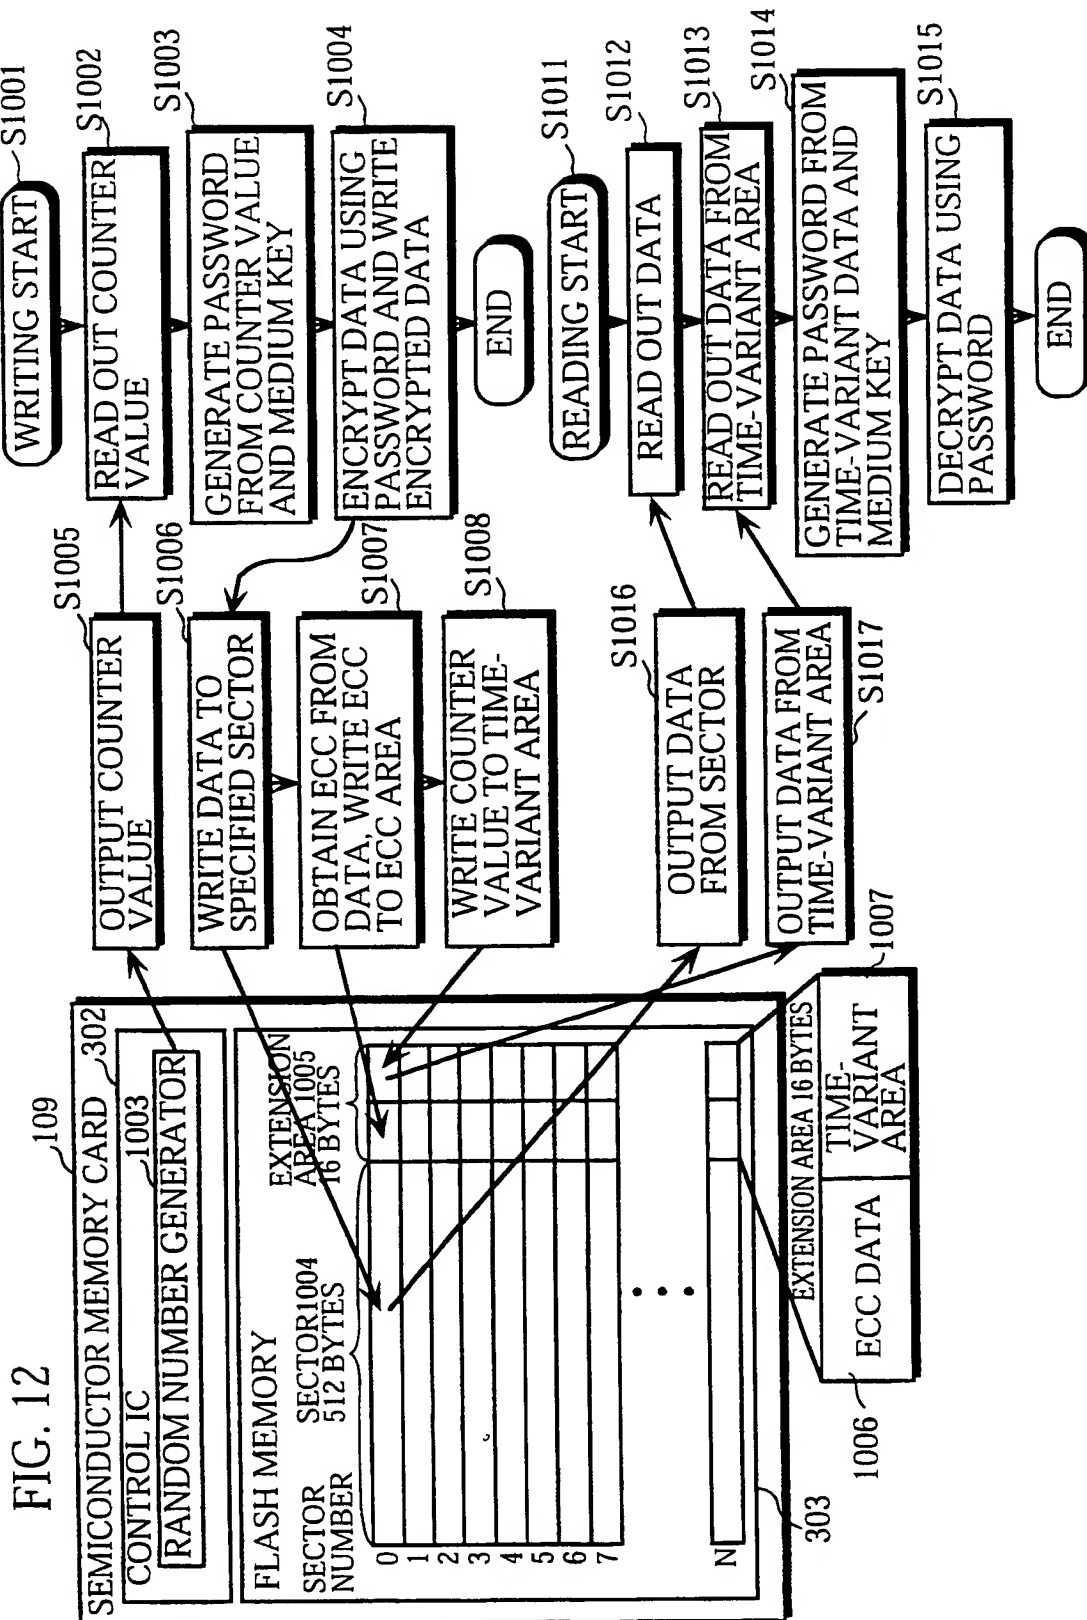 FIG. 12
109
SEMICONDUCTOR MEMORY CARD
302
CONTROL IC
1003
RANDOM NUMBER GENERATOR
FLASH MEMORY
SECTOR
NUMBER
SECTOR1004
512 BYTES
EXTENSION
AREA 1005
16 BYTES
0
1
2
3
4
5
6
7
N
303
EXTENSION AREA 16 BYTES
1006
ECC DATA
TIME-
VARIANT
AREA
1007
S1005
OUTPUT COUNTER
VALUE
S1006
WRITE DATA TO
SPECIFIED SECTOR
S1007
OBTAIN ECC FROM
DATA, WRITE ECC
TO ECC AREA
S1008
WRITE COUNTER
VALUE TO TIME-
VARIANT AREA
S1016
OUTPUT DATA
FROM SECTOR
OUTPUT DATA FROM
TIME-VARIANT AREA
S1017
WRITING START
S1001
READ OUT COUNTER
VALUE
S1002
GENERATE PASSWORD
FROM COUNTER VALUE
AND MEDIUM KEY
S1003
ENCRYPT DATA USING
PASSWORD AND WRITE
ENCRYPTED DATA
S1004
END
READING START
S1011
READ OUT DATA
S1012
READ OUT DATA FROM
TIME-VARIANT AREA
S1013
GENERATE PASSWORD FROM
TIME-VARIANT DATA AND
MEDIUM KEY
S1014
DECRYPT DATA USING
PASSWORD
S1015
END